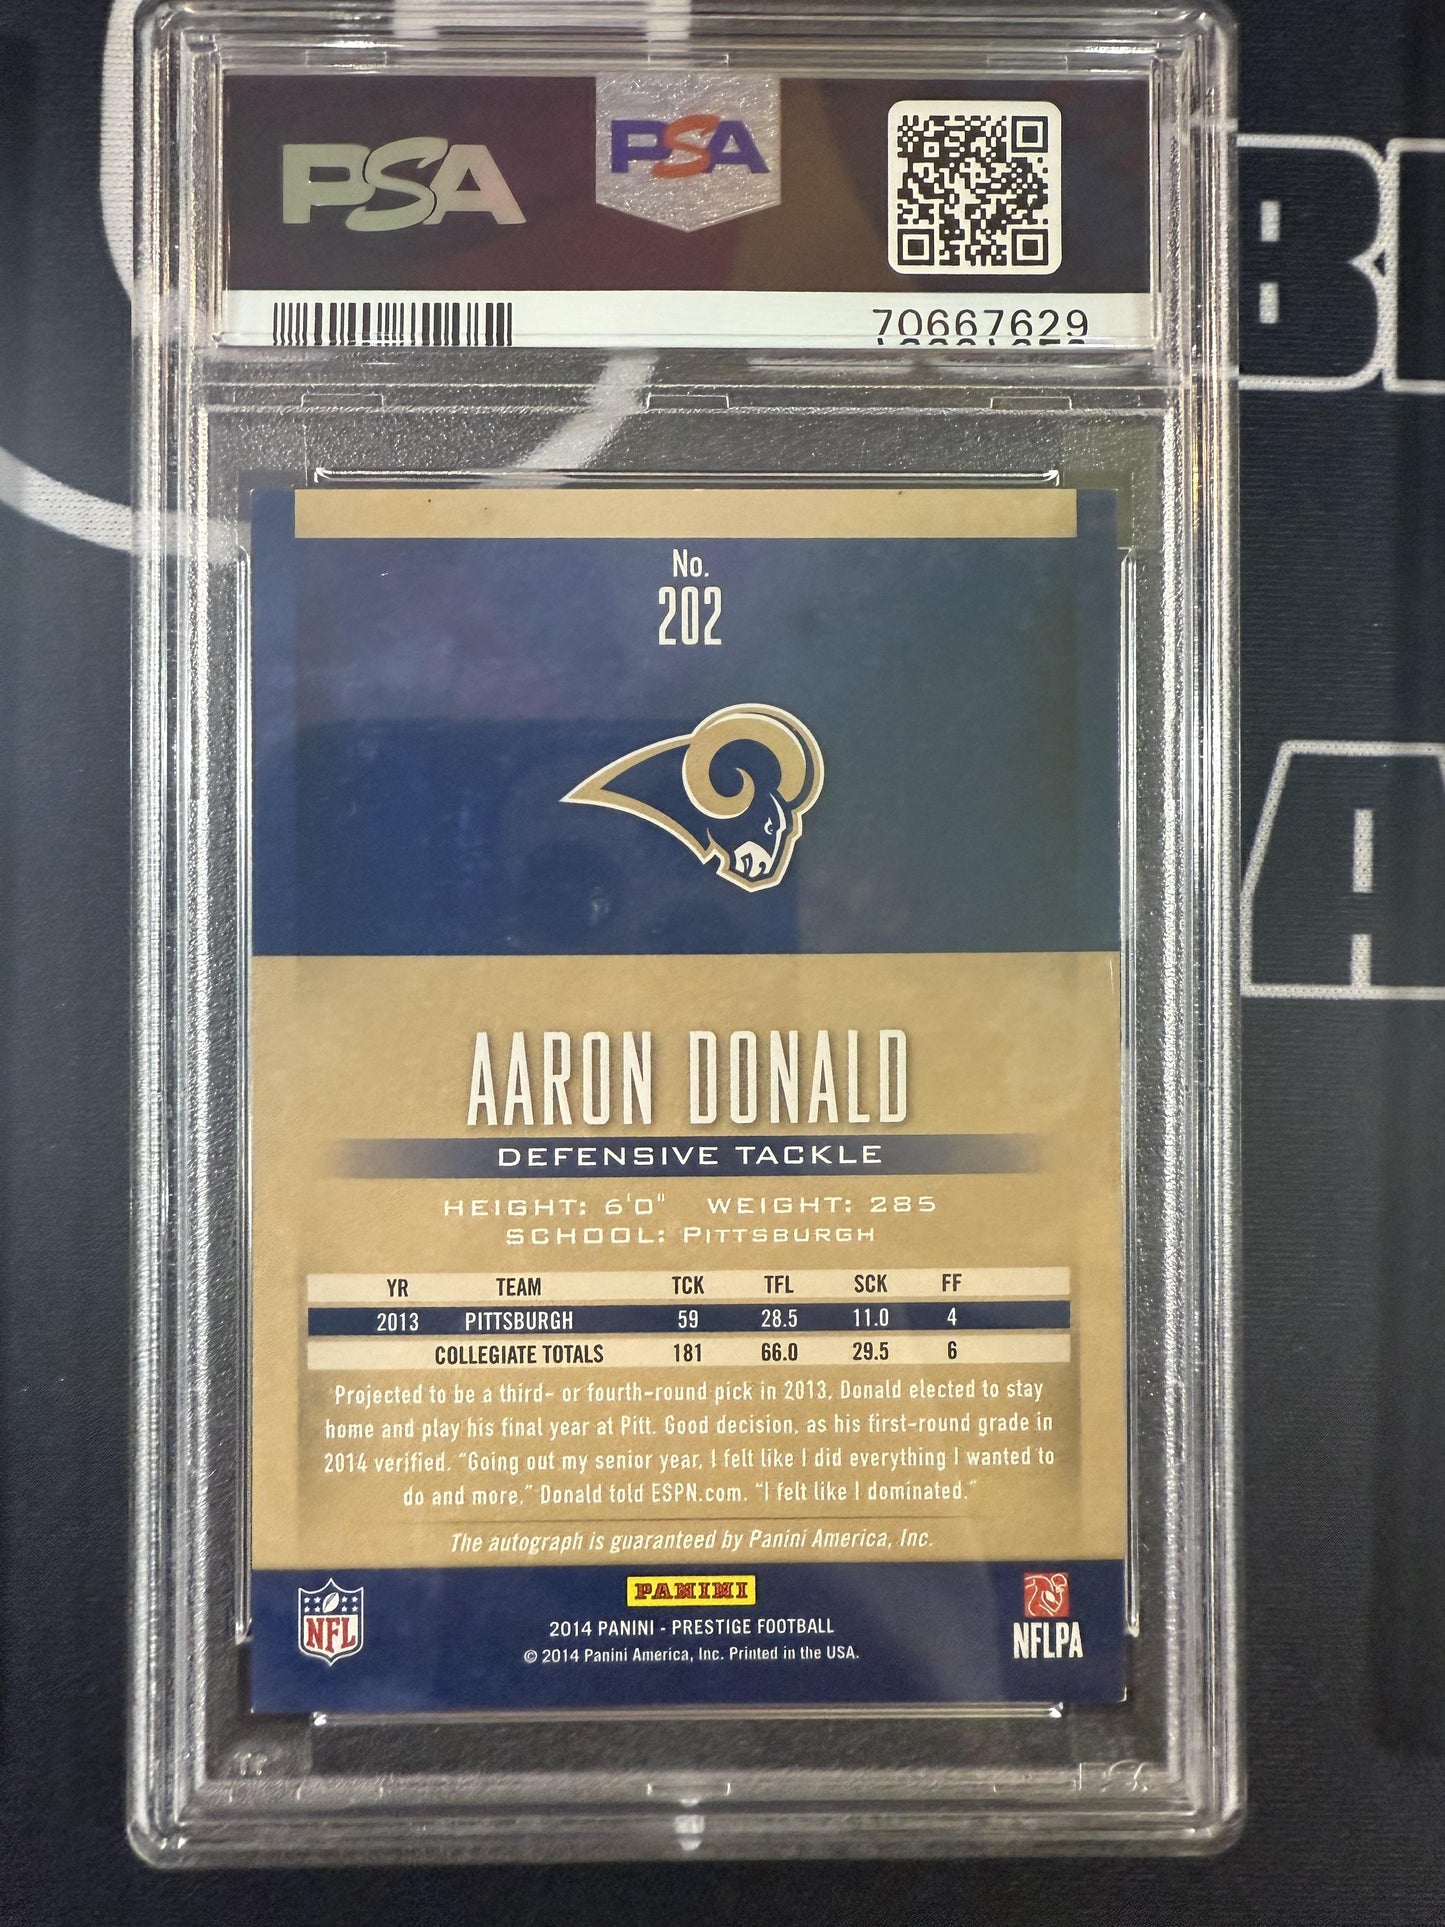 PSA
PSA
70667629
No.
202
AARON DONALD
DEFENSIVE TACKLE
HEIGHT: 6'0" WEIGHT: 285
SCHOOL: PITTSBURGH
YR TEAM TCK TFL SCK FF
2013 PITTSBURGH 59 28.5 11.0 4
COLLEGIATE TOTALS 181 66.0 29.5 6
Projected to be a third- or fourth-round pick in 2013, Donald elected to stay
home and play his final year at Pitt. Good decision, as his first-round grade in
2014 verified. "Going out my senior year, I felt like I did everything I wanted to
do and more," Donald told ESPN.com. "I felt like I dominated."
The autograph is guaranteed by Panini America, Inc.
NFL
PANINI
2014 PANINI - PRESTIGE FOOTBALL
© 2014 Panini America, Inc. Printed in the USA.
NFLPA